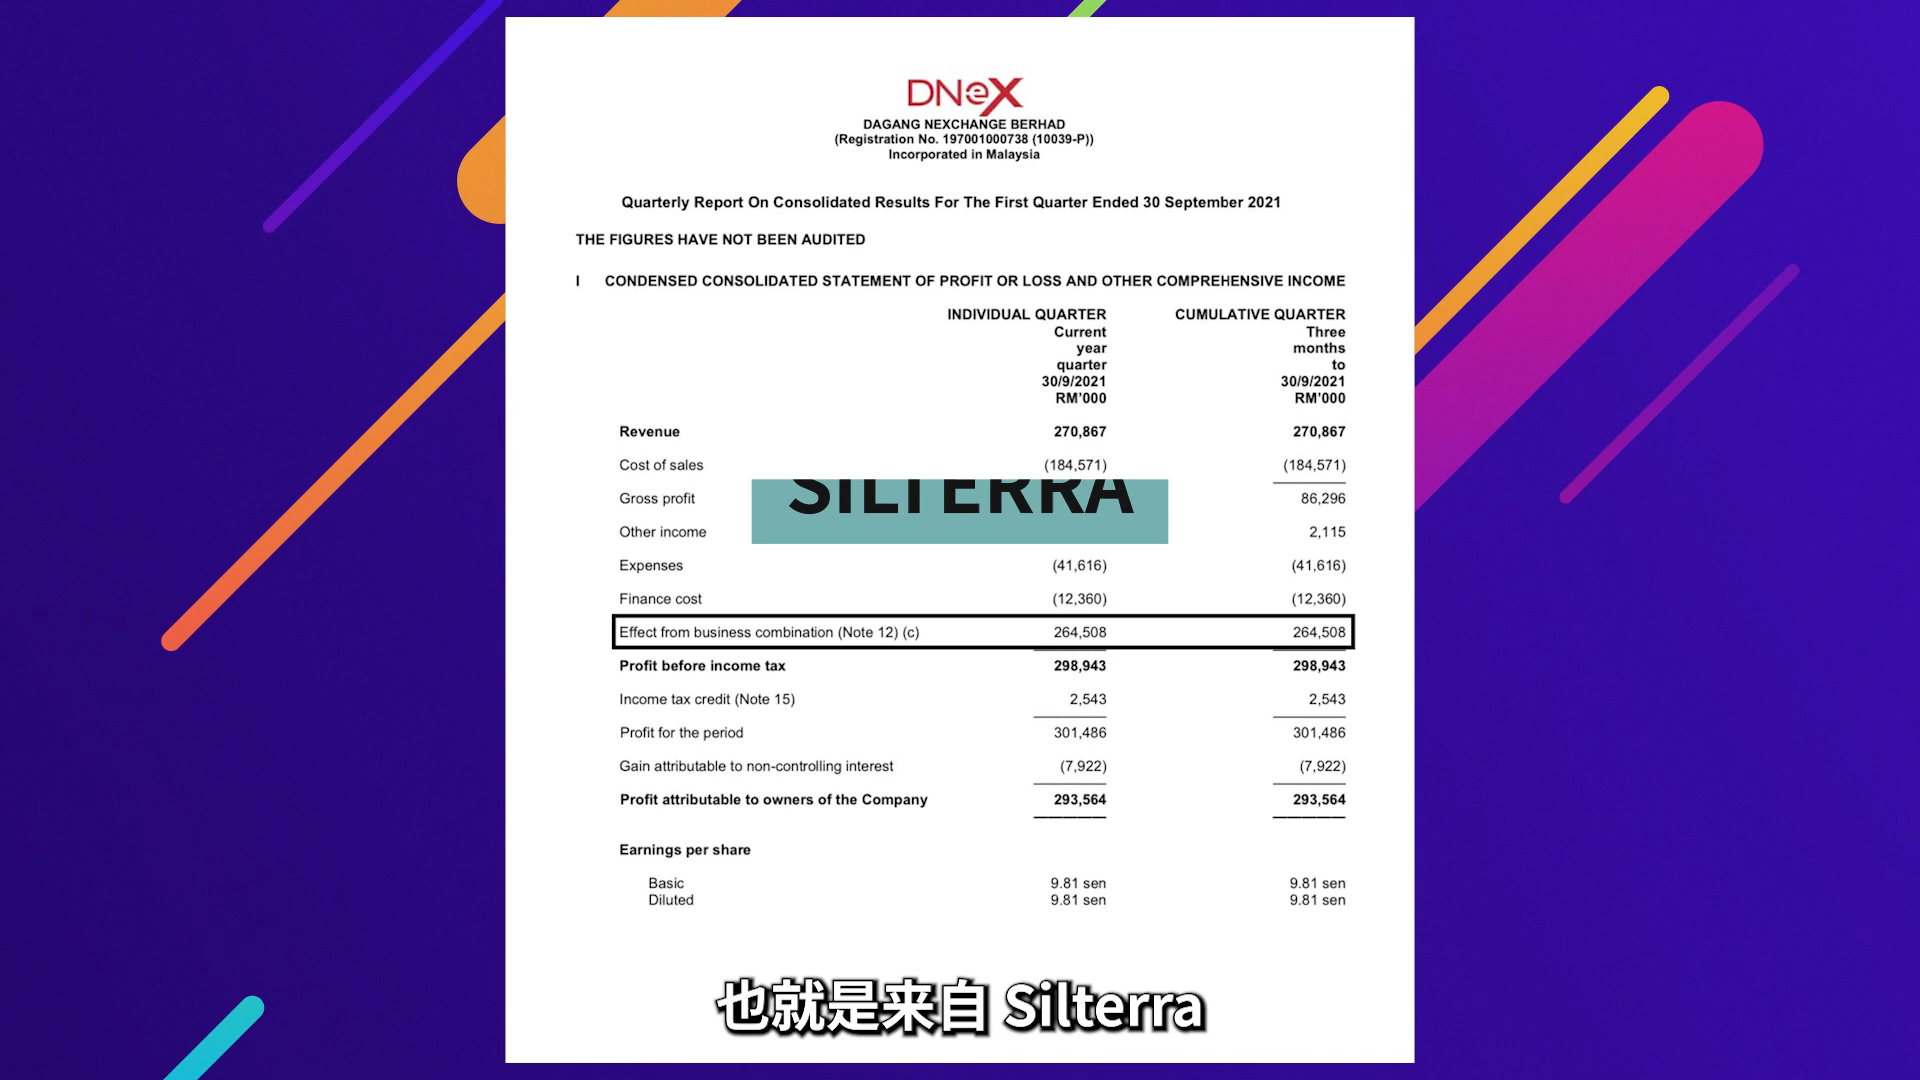 DNeX
DAGANG NEXCHANGE BERHAD
(Registration No. 197001000738 (10039-P))
Incorporated in Malaysia
Quarterly Report On Consolidated Results For The First Quarter Ended 30 September 2021
THE FIGURES HAVE NOT BEEN AUDITED
I CONDENSED CONSOLIDATED STATEMENT OF PROFIT OR LOSS AND OTHER COMPREHENSIVE INCOME
INDIVIDUAL QUARTER CUMULATIVE QUARTER
Current Three
year months
quarter to
30/9/2021 30/9/2021
RM'000 RM'000
Revenue 270,867 270,867
Cost of sales (184,571) (184,571)
SILTERRA
Gross profit 86,296
Other income 2,115
Expenses (41,616) (41,616)
Finance cost (12,360) (12,360)
Effect from business combination (Note 12) (c) 264,508 264,508
Profit before income tax 298,943 298,943
Income tax credit (Note 15) 2,543 2,543
Profit for the period 301,486 301,486
Gain attributable to non-controlling interest (7,922) (7,922)
Profit attributable to owners of the Company 293,564 293,564
Earnings per share
Basic 9.81 sen 9.81 sen
Diluted 9.81 sen 9.81 sen
也就是来自 Silterra